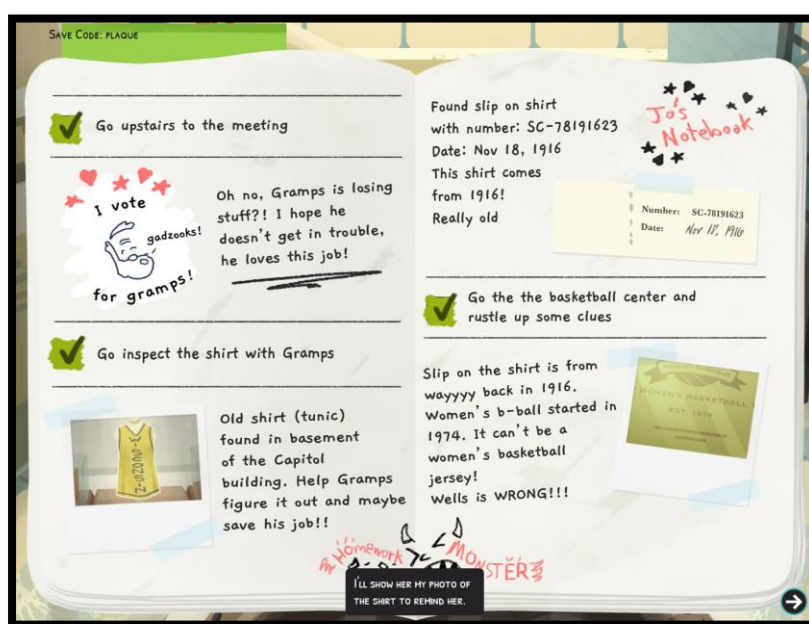 SAVE CODE: PLAQUE
Go upstairs to the meeting
I vote
gadzooks!
for gramps!
Oh no, Gramps is losing
stuff?! I hope he
doesn't get in trouble,
he loves this job!
Go inspect the shirt with Gramps
WISCONSIN
Old shirt (tunic)
found in basement
of the Capitol
building. Help Gramps
figure it out and maybe
save his job!!
Homework
MONSTER
Jo's
Notebook
Found slip on shirt
with number: SC-78191623
Date: Nov 18, 1916
This shirt comes
from 1916!
Really old
Number: SC-78191623
Date: Nov 18, 1916
Go the the basketball center and
rustle up some clues
Slip on the shirt is from
wayyyy back in 1916.
Women's b-ball started in
1974. It can't be a
women's basketball
jersey!
Wells is WRONG!!!
WOMEN'S BASKETBALL
EST. 1974
I'LL SHOW HER MY PHOTO OF
THE SHIRT TO REMIND HER.